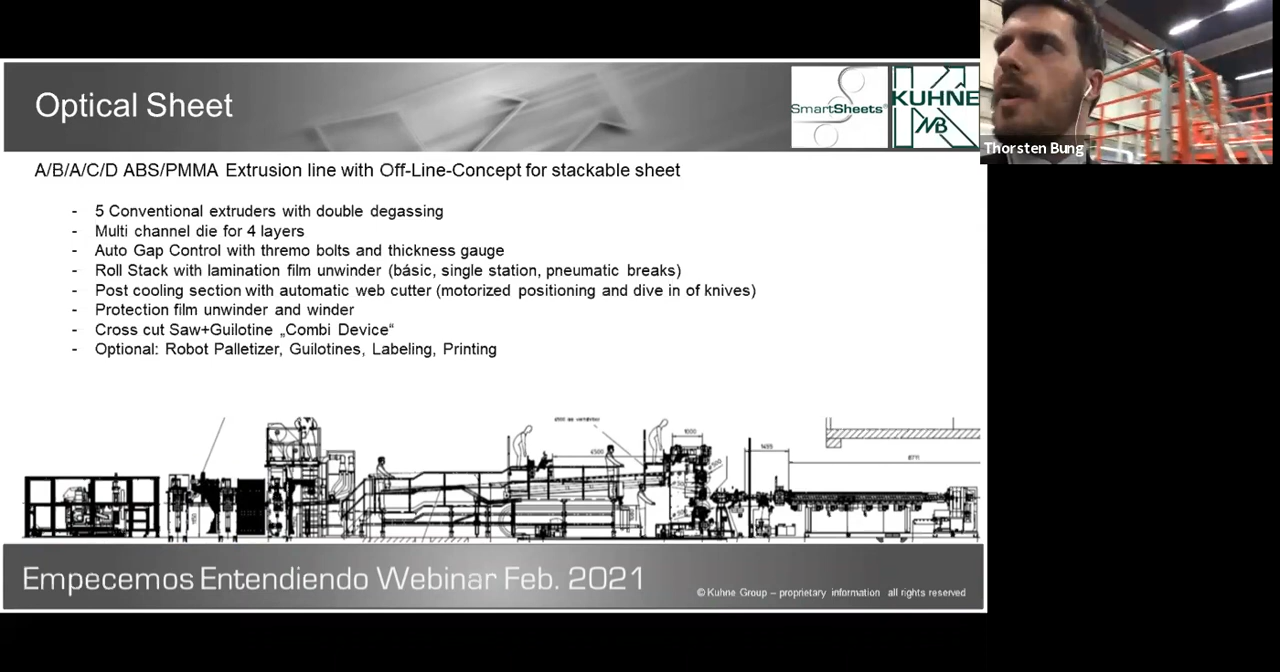 Optical Sheet
SmartSheets®
KUHNE
Thorsten Bung
A/B/A/C/D ABS/PMMA Extrusion line with Off-Line-Concept for stackable sheet
- 5 Conventional extruders with double degassing
- Multi channel die for 4 layers
- Auto Gap Control with thremo bolts and thickness gauge
- Roll Stack with lamination film unwinder (básic, single station, pneumatic breaks)
- Post cooling section with automatic web cutter (motorized positioning and dive in of knives)
- Protection film unwinder and winder
- Cross cut Saw+Guilotine „Combi Device“
- Optional: Robot Palletizer, Guilotines, Labeling, Printing
1000
4500
8711
Empecemos Entendiendo Webinar Feb. 2021
© Kuhne Group – proprietary information all rights reserved